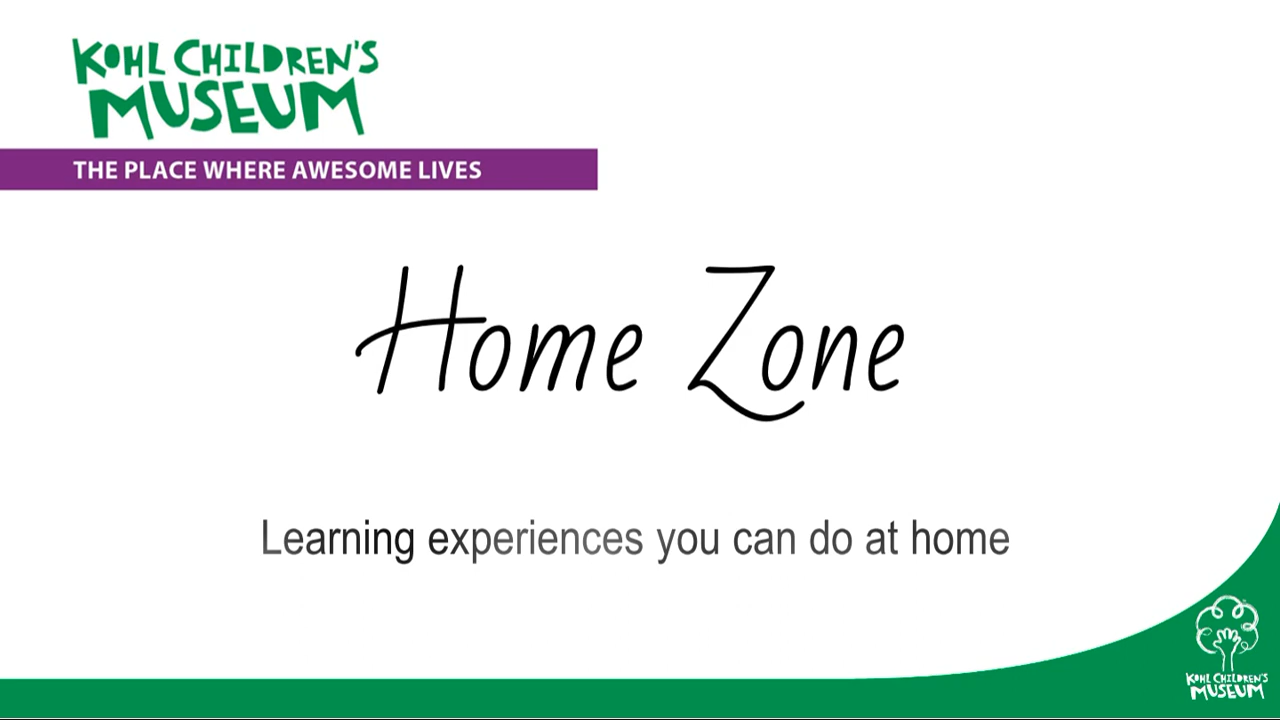 KOHL CHILDREN'S
MUSEUM
THE PLACE WHERE AWESOME LIVES
Home Zone
Learning experiences you can do at home
KOHL CHILDREN'S
MUSEUM